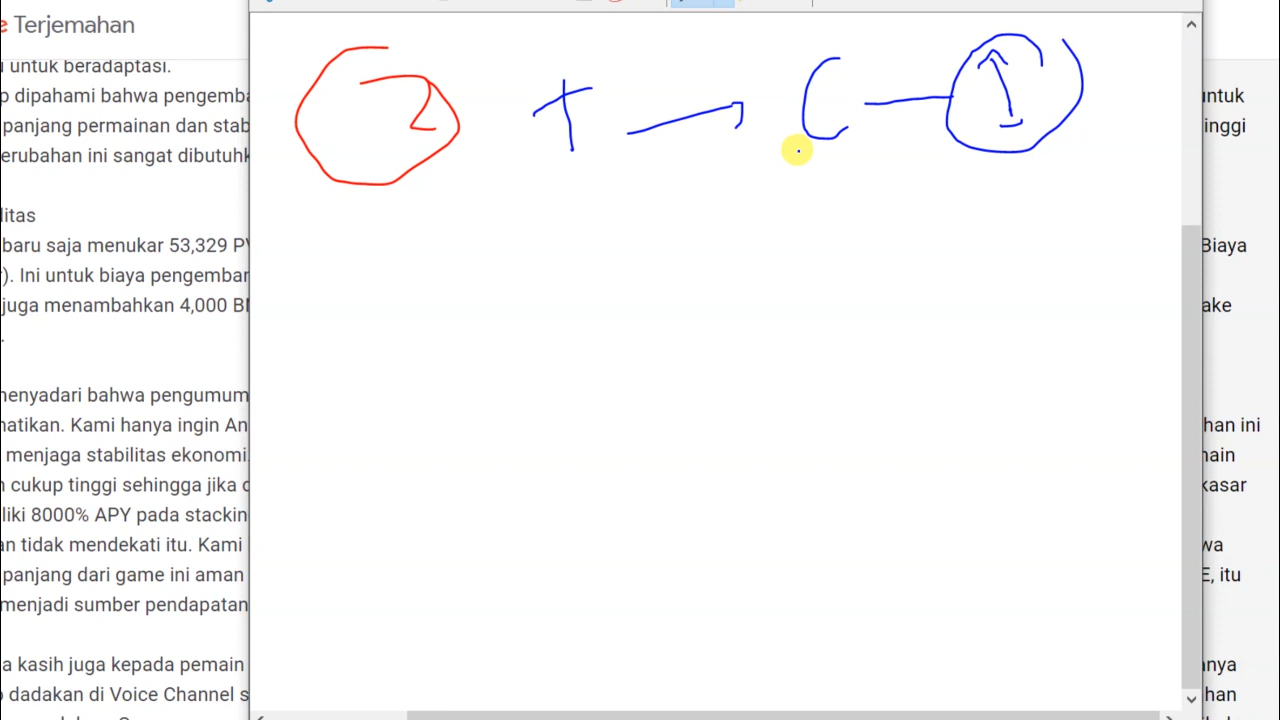 Terjemahan
untuk beradaptasi.
dipahami bahwa pengemba untuk
panjang permainan dan stab inggi
erubahan ini sangat dibutuhk
2 + → C — 1
litas
baru saja menukar 53,329 PV Biaya
). Ini untuk biaya pengembar
juga menambahkan 4,000 BN ake
menyadari bahwa pengumum
matikan. Kami hanya ingin An han ini
menjaga stabilitas ekonomi. nain
cukup tinggi sehingga jika kasar
liki 8000% APY pada stackin
an tidak mendekati itu. Kami wa
panjang dari game ini aman E, itu
menjadi sumber pendapatan
a kasih juga kepada pemain anya
dadakan di Voice Channel s han